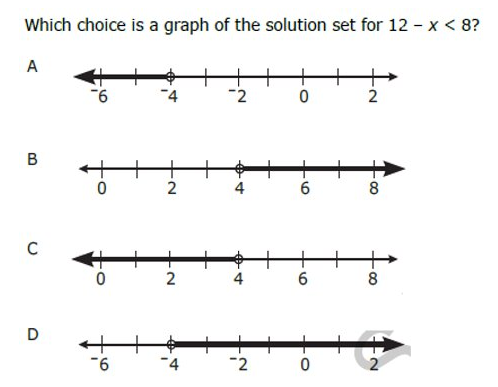 Which choice is a graph of the solution set for 12 – x < 8?
A
⁻6 ⁻4 ⁻2 0 2
B
0 2 4 6 8
C
0 2 4 6 8
D
⁻6 ⁻4 ⁻2 0 2